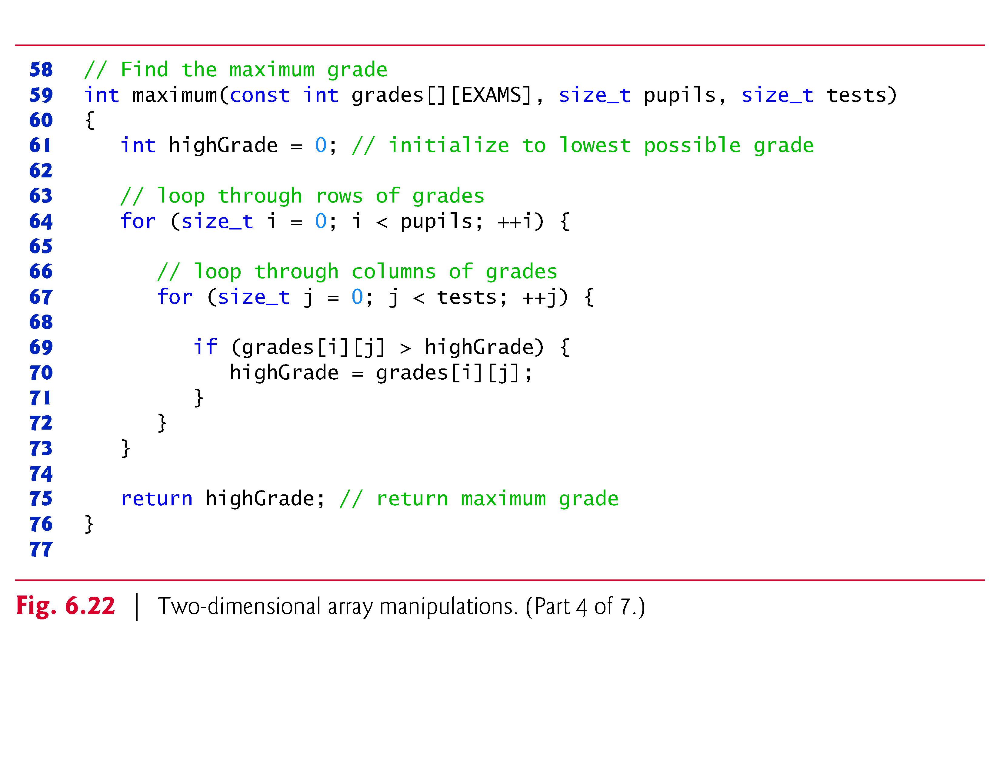 58 // Find the maximum grade
59 int maximum(const int grades[][EXAMS], size_t pupils, size_t tests)
60 {
61 int highGrade = 0; // initialize to lowest possible grade
62
63 // loop through rows of grades
64 for (size_t i = 0; i < pupils; ++i) {
65
66 // loop through columns of grades
67 for (size_t j = 0; j < tests; ++j) {
68
69 if (grades[i][j] > highGrade) {
70 highGrade = grades[i][j];
71 }
72 }
73 }
74
75 return highGrade; // return maximum grade
76 }
77
Fig. 6.22 | Two-dimensional array manipulations. (Part 4 of 7.)